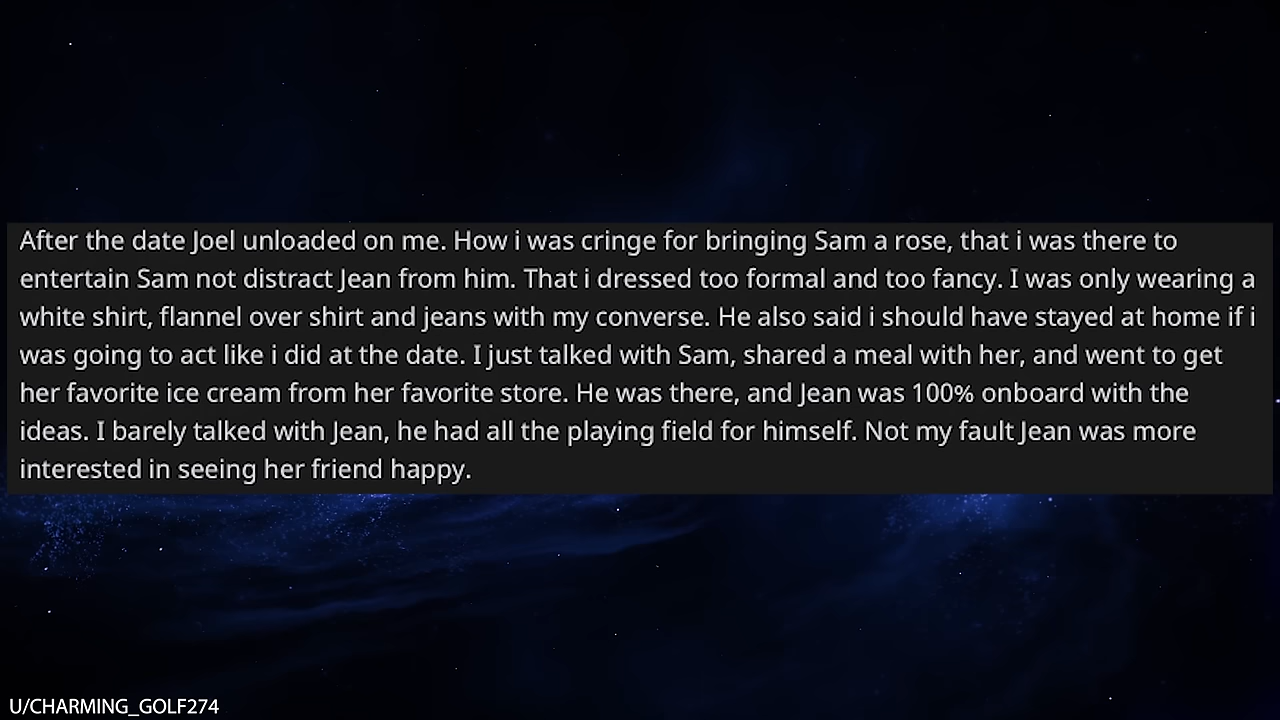 After the date Joel unloaded on me. How i was cringe for bringing Sam a rose, that i was there to
entertain Sam not distract Jean from him. That i dressed too formal and too fancy. I was only wearing a
white shirt, flannel over shirt and jeans with my converse. He also said i should have stayed at home if i
was going to act like i did at the date. I just talked with Sam, shared a meal with her, and went to get
her favorite ice cream from her favorite store. He was there, and Jean was 100% onboard with the
ideas. I barely talked with Jean, he had all the playing field for himself. Not my fault Jean was more
interested in seeing her friend happy.
U/CHARMING_GOLF274